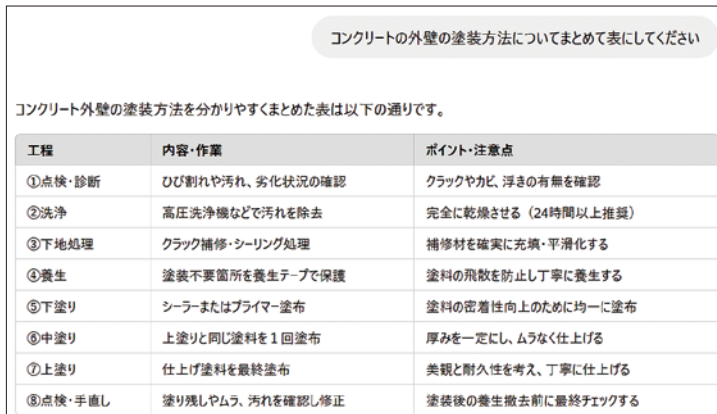 コンクリートの外壁の塗装方法についてまとめて表にしてください
コンクリート外壁の塗装方法を分かりやすくまとめた表は以下の通りです。
工程 内容・作業 ポイント・注意点
①点検・診断 ひび割れや汚れ、劣化状況の確認 クラックやカビ、浮きの有無を確認
②洗浄 高圧洗浄機などで汚れを除去 完全に乾燥させる（24時間以上推奨）
③下地処理 クラック補修・シーリング処理 補修材を確実に充填・平滑化する
④養生 塗装不要箇所を養生テープで保護 塗料の飛散を防止し丁寧に養生する
⑤下塗り シーラーまたはプライマー塗布 塗料の密着性向上のために均一に塗布
⑥中塗り 上塗りと同じ塗料を１回塗布 厚みを一定にし、ムラなく仕上げる
⑦上塗り 仕上げ塗料を最終塗布 美観と耐久性を考え、丁寧に仕上げる
⑧点検・手直し 塗り残しやムラ、汚れを確認し修正 塗装後の養生撤去前に最終チェックする